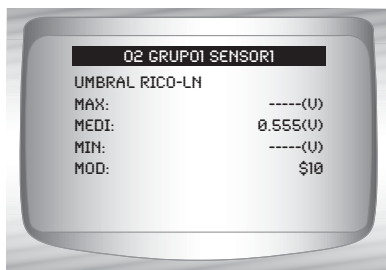 O2 GRUPO1 SENSOR1
UMBRAL RICO-LN
MAX: -----(V)
MEDI: 0.555(V)
MIN: -----(V)
MOD: $10